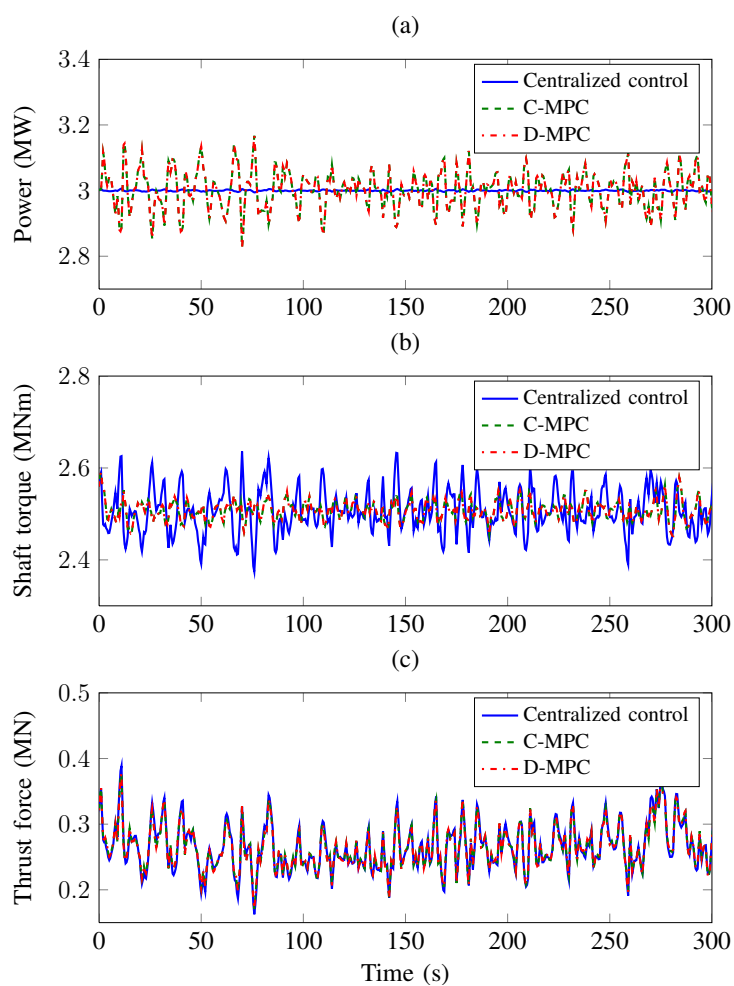 (a)
3.4
3.2
3
2.8
Power (MW)
Centralized control
C-MPC
D-MPC
0 50 100 150 200 250 300
(b)
2.8
2.6
2.4
Shaft torque (MNm)
Centralized control
C-MPC
D-MPC
0 50 100 150 200 250 300
(c)
0.5
0.4
0.3
0.2
Thrust force (MN)
Centralized control
C-MPC
D-MPC
0 50 100 150 200 250 300
Time (s)